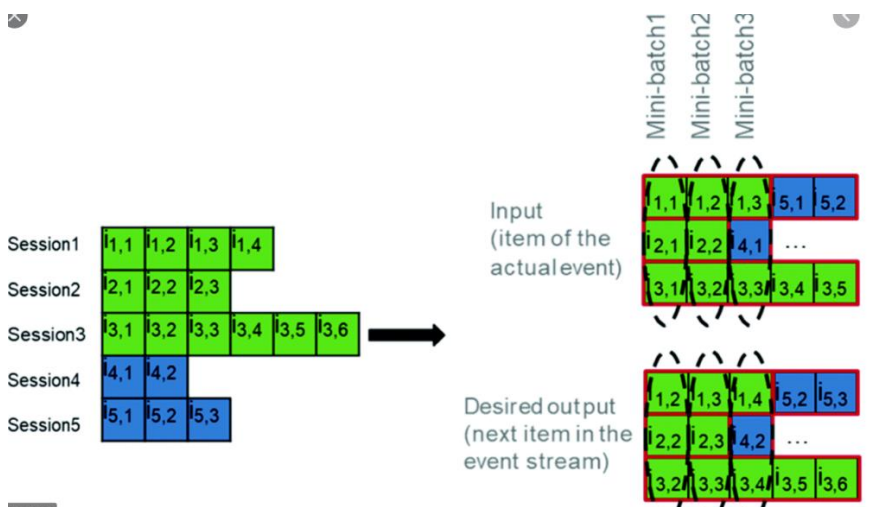 Mini-batch1
Mini-batch2
Mini-batch3
Session1 i1,1 i1,2 i1,3 i1,4
Session2 i2,1 i2,2 i2,3
Session3 i3,1 i3,2 i3,3 i3,4 i3,5 i3,6
Session4 i4,1 i4,2
Session5 i5,1 i5,2 i5,3
Input
(item of the
actual event)
i1,1 i1,2 i1,3 i5,1 i5,2
i2,1 i2,2 i4,1 ...
i3,1 i3,2 i3,3 i3,4 i3,5
Desired output
(next item in the
event stream)
i1,2 i1,3 i1,4 i5,2 i5,3
i2,2 i2,3 i4,2 ...
i3,2 i3,3 i3,4 i3,5 i3,6